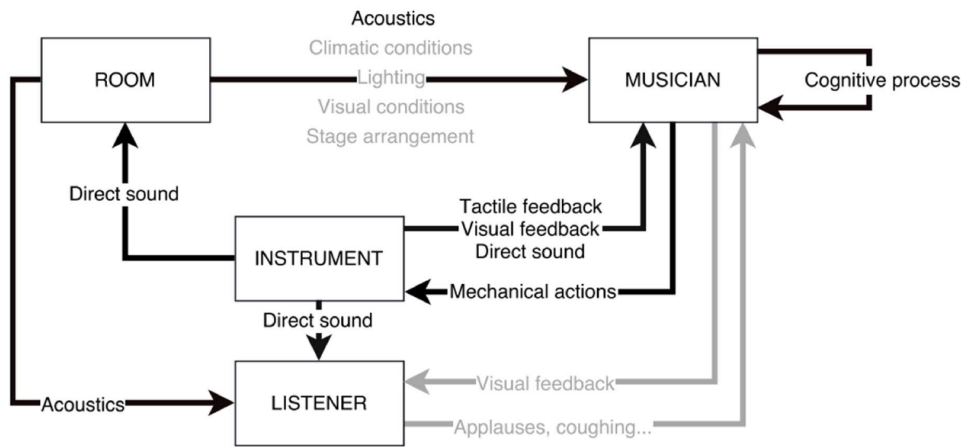 Acoustics
Climatic conditions
Lighting
Visual conditions
Stage arrangement
ROOM
MUSICIAN
Cognitive process
Direct sound
Tactile feedback
Visual feedback
Direct sound
INSTRUMENT
Mechanical actions
Direct sound
Visual feedback
LISTENER
Acoustics
Applauses, coughing...